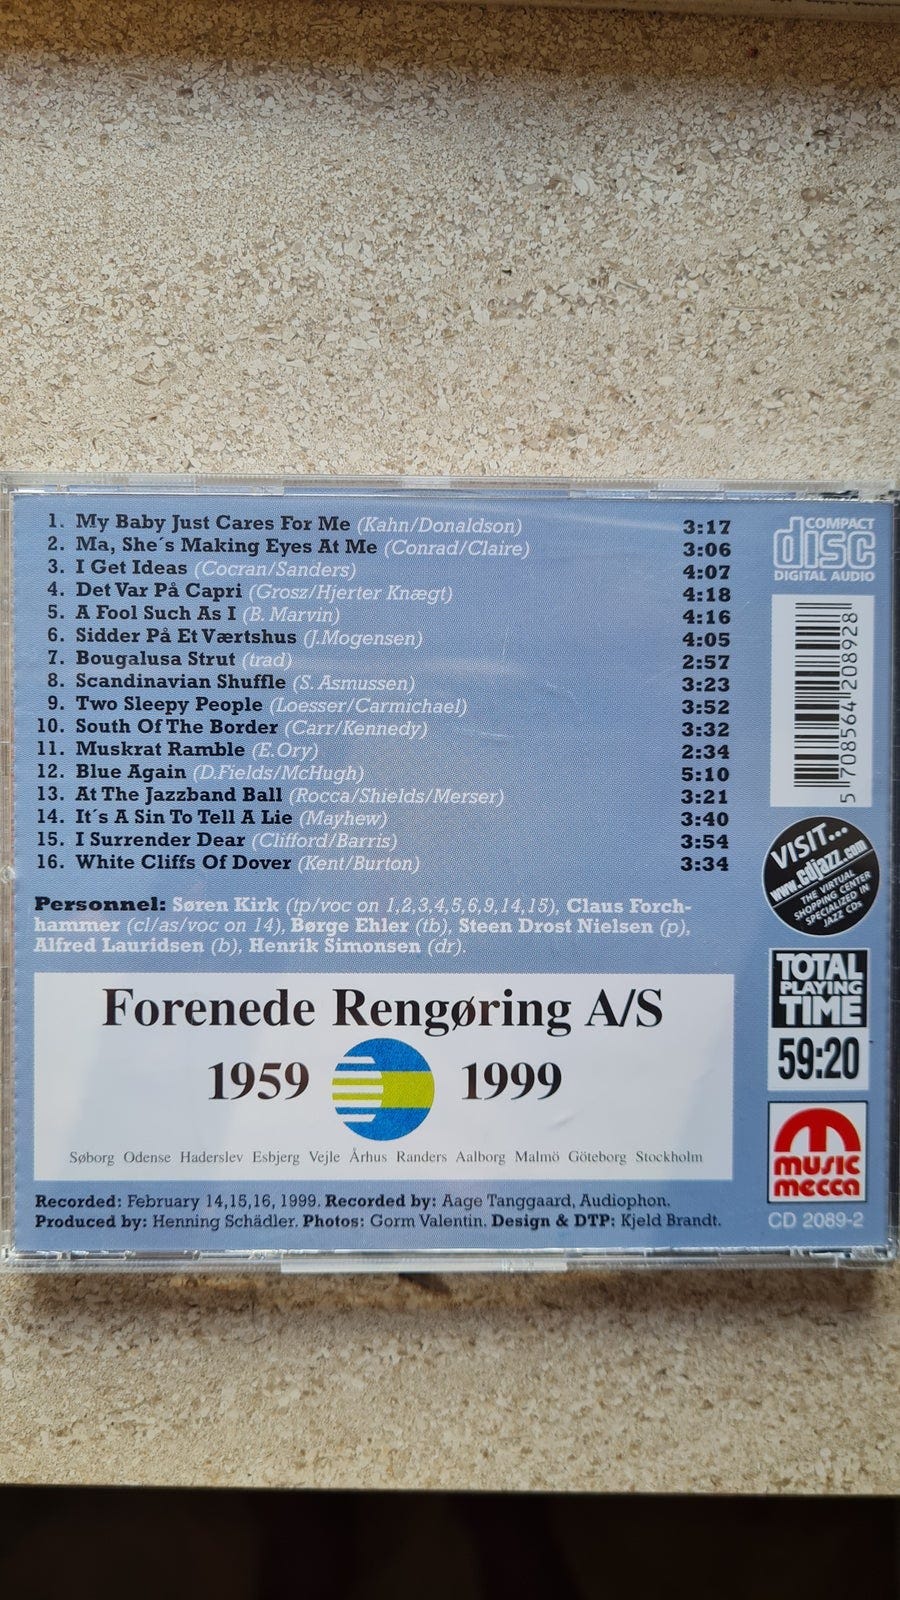 1. My Baby Just Cares For Me (Kahn/Donaldson) 3:17
2. Ma, She´s Making Eyes At Me (Conrad/Claire) 3:06
3. I Get Ideas (Cocran/Sanders) 4:07
4. Det Var På Capri (Grosz/Hjerter Knægt) 4:18
5. A Fool Such As I (B. Marvin) 4:16
6. Sidder På Et Værtshus (J.Mogensen) 4:05
7. Bougalusa Strut (trad) 2:57
8. Scandinavian Shuffle (S. Asmussen) 3:23
9. Two Sleepy People (Loesser/Carmichael) 3:52
10. South Of The Border (Carr/Kennedy) 3:32
11. Muskrat Ramble (E.Ory) 2:34
12. Blue Again (D.Fields/McHugh) 5:10
13. At The Jazzband Ball (Rocca/Shields/Merser) 3:21
14. It´s A Sin To Tell A Lie (Mayhew) 3:40
15. I Surrender Dear (Clifford/Barris) 3:54
16. White Cliffs Of Dover (Kent/Burton) 3:34
Personnel: Søren Kirk (tp/voc on 1,2,3,4,5,6,9,14,15), Claus Forch-
hammer (cl/as/voc on 14), Børge Ehler (tb), Steen Drost Nielsen (p),
Alfred Lauridsen (b), Henrik Simonsen (dr).
Forenede Rengøring A/S
1959 1999
Søborg Odense Haderslev Esbjerg Vejle Århus Randers Aalborg Malmö Göteborg Stockholm
Recorded: February 14,15,16, 1999. Recorded by: Aage Tanggaard, Audiophon.
Produced by: Henning Schädler. Photos: Gorm Valentin. Design & DTP: Kjeld Brandt.
COMPACT
disc
DIGITAL AUDIO
5 708564 208928
VISIT...
www.cdjazz.com
THE VIRTUAL
SHOPPING CENTER
SPECIALIZED IN
JAZZ CDs
TOTAL
PLAYING
TIME
59:20
music
mecca
CD 2089-2